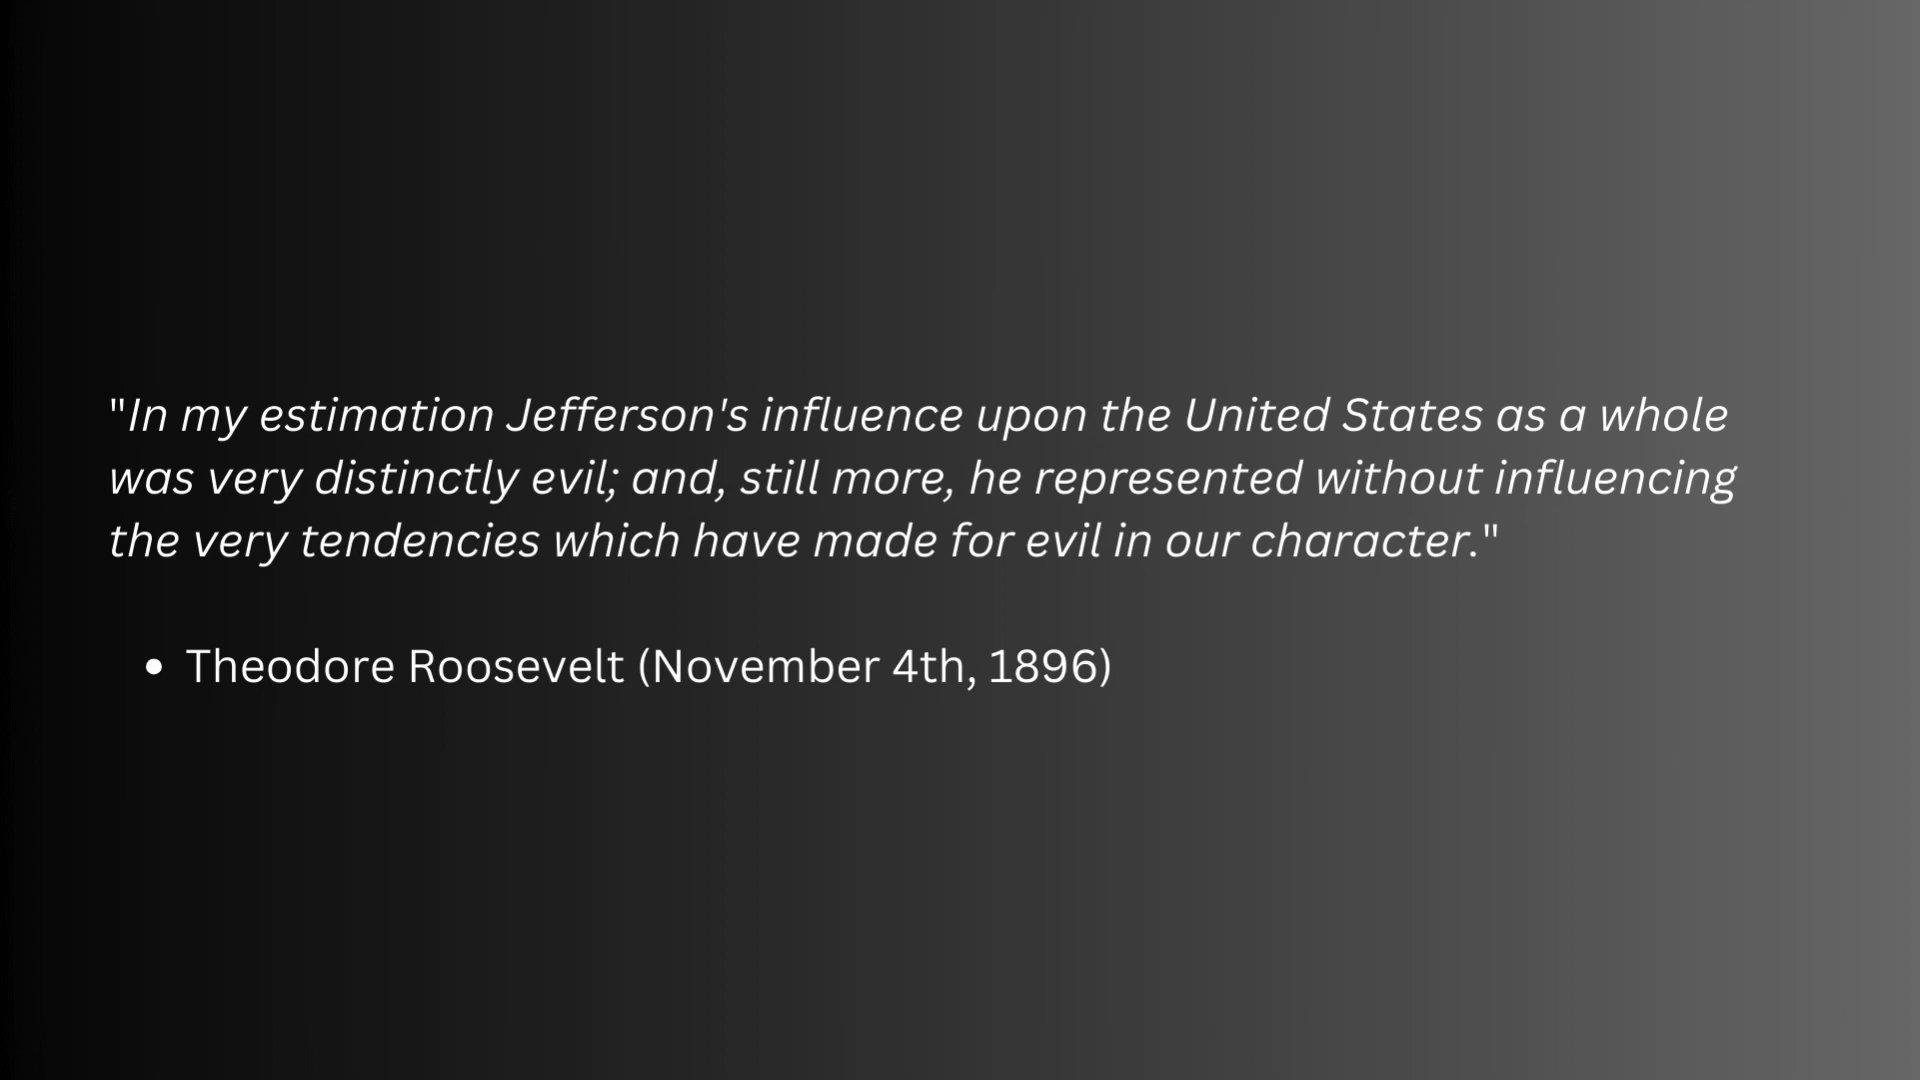 "In my estimation Jefferson's influence upon the United States as a whole
was very distinctly evil; and, still more, he represented without influencing
the very tendencies which have made for evil in our character."
• Theodore Roosevelt (November 4th, 1896)